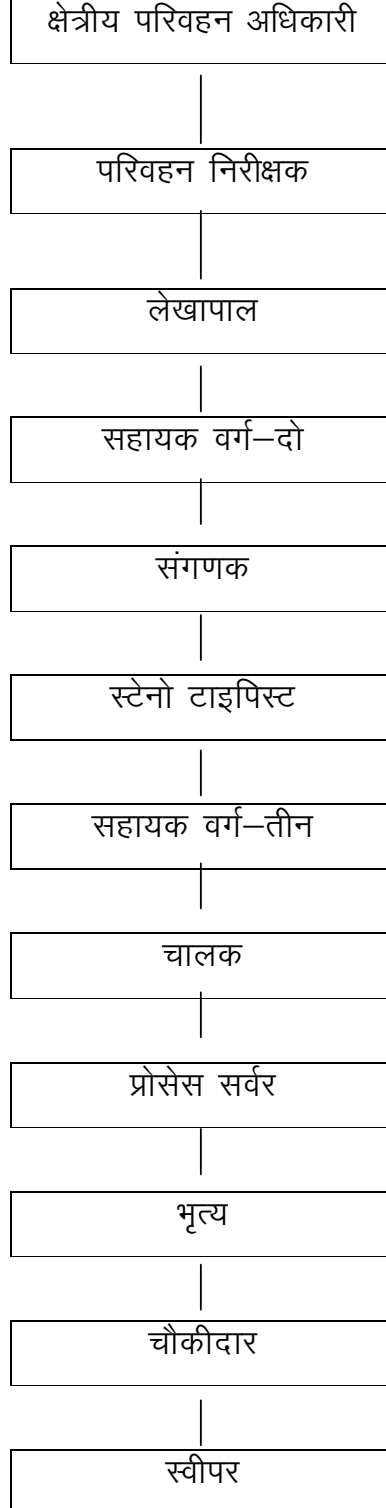 क्षेत्रीय परिवहन अधिकारी
परिवहन निरीक्षक
लेखापाल
सहायक वर्ग–दो
संगणक
स्टेनो टाइपिस्ट
सहायक वर्ग–तीन
चालक
प्रोसेस सर्वर
भृत्य
चौकीदार
स्वीपर